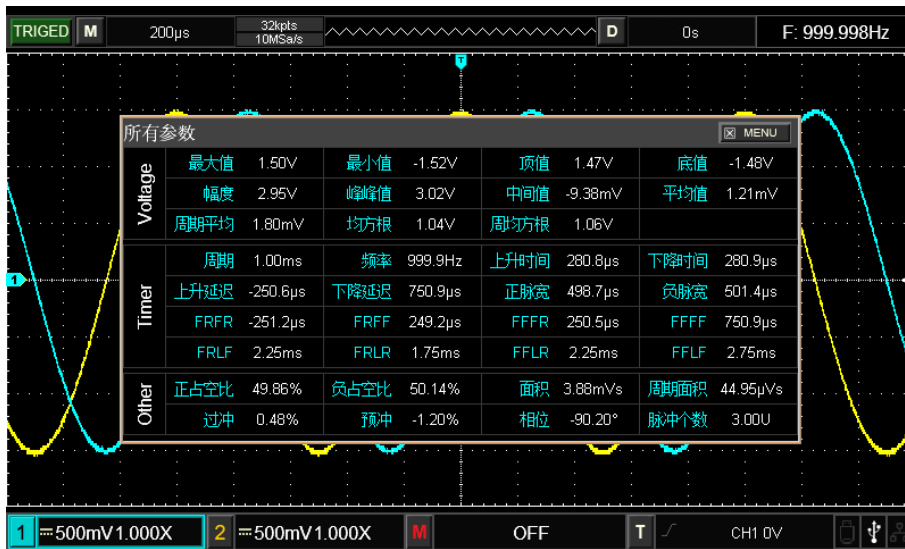 TRIGED M 200μs 32kpts D 0s F: 999.998Hz
10MSa/s
T
所有参数 MENU
Voltage
最大值 1.50V 最小值 -1.52V 顶值 1.47V 底值 -1.48V
幅度 2.95V 峰峰值 3.02V 中间值 -9.38mV 平均值 1.21mV
周期平均 1.80mV 均方根 1.04V 周均方根 1.06V
Timer
周期 1.00ms 频率 999.9Hz 上升时间 280.8μs 下降时间 280.9μs
上升延迟 -250.6μs 下降延迟 750.9μs 正脉宽 498.7μs 负脉宽 501.4μs
FRFR -251.2μs FRFF 249.2μs FFFR 250.5μs FFFF 750.9μs
FRLF 2.25ms FRLR 1.75ms FFLR 2.25ms FFLF 2.75ms
Other
正占空比 49.86% 负占空比 50.14% 面积 3.88mVs 周期面积 44.95μVs
过冲 0.48% 预冲 -1.20% 相位 -90.20° 脉冲个数 3.00U
1
1 500mV 1.000X 2 500mV 1.000X M OFF T CH1 0V